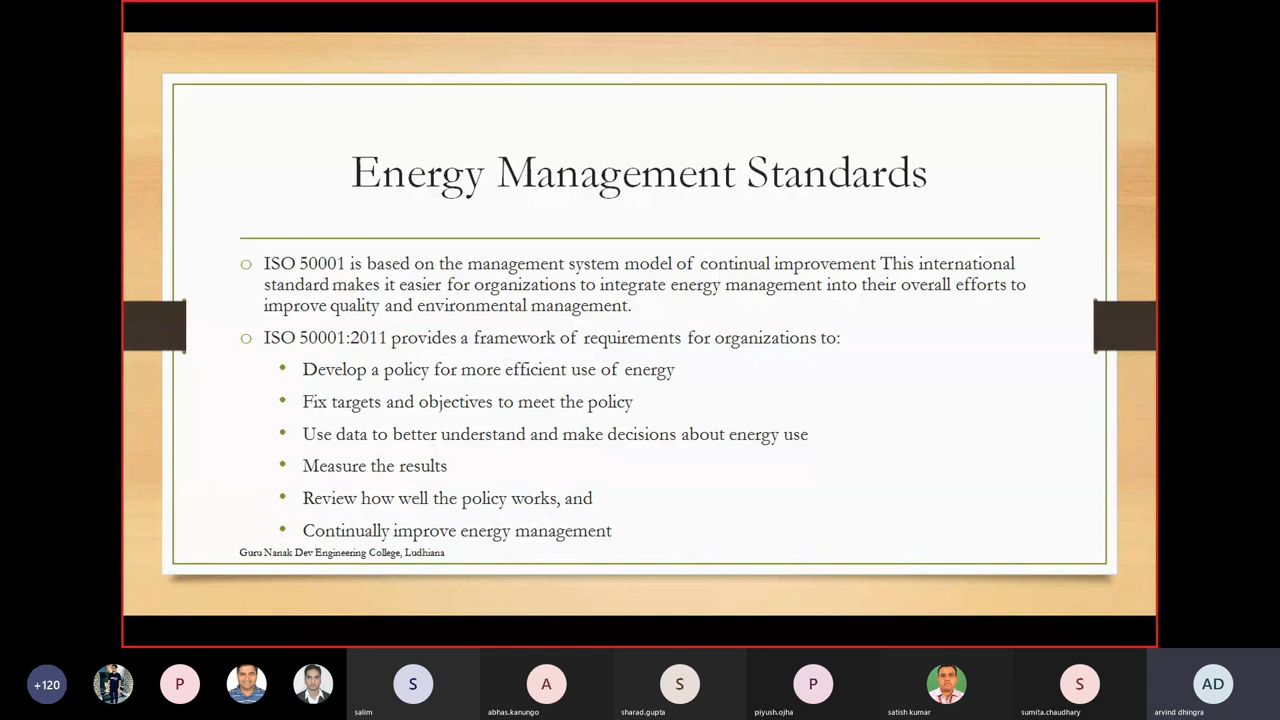 Energy Management Standards
ISO 50001 is based on the management system model of continual improvement This international
standard makes it easier for organizations to integrate energy management into their overall efforts to
improve quality and environmental management.
ISO 50001:2011 provides a framework of requirements for organizations to:
Develop a policy for more efficient use of energy
Fix targets and objectives to meet the policy
Use data to better understand and make decisions about energy use
Measure the results
Review how well the policy works, and
Continually improve energy management
Guru Nanak Dev Engineering College, Ludhiana
+120
P
S
A
S
P
S
AD
salim
abhas.kanungo
sharad.gupta
piyush.ojha
satish kumar
sumita.chaudhary
arvind dhingra